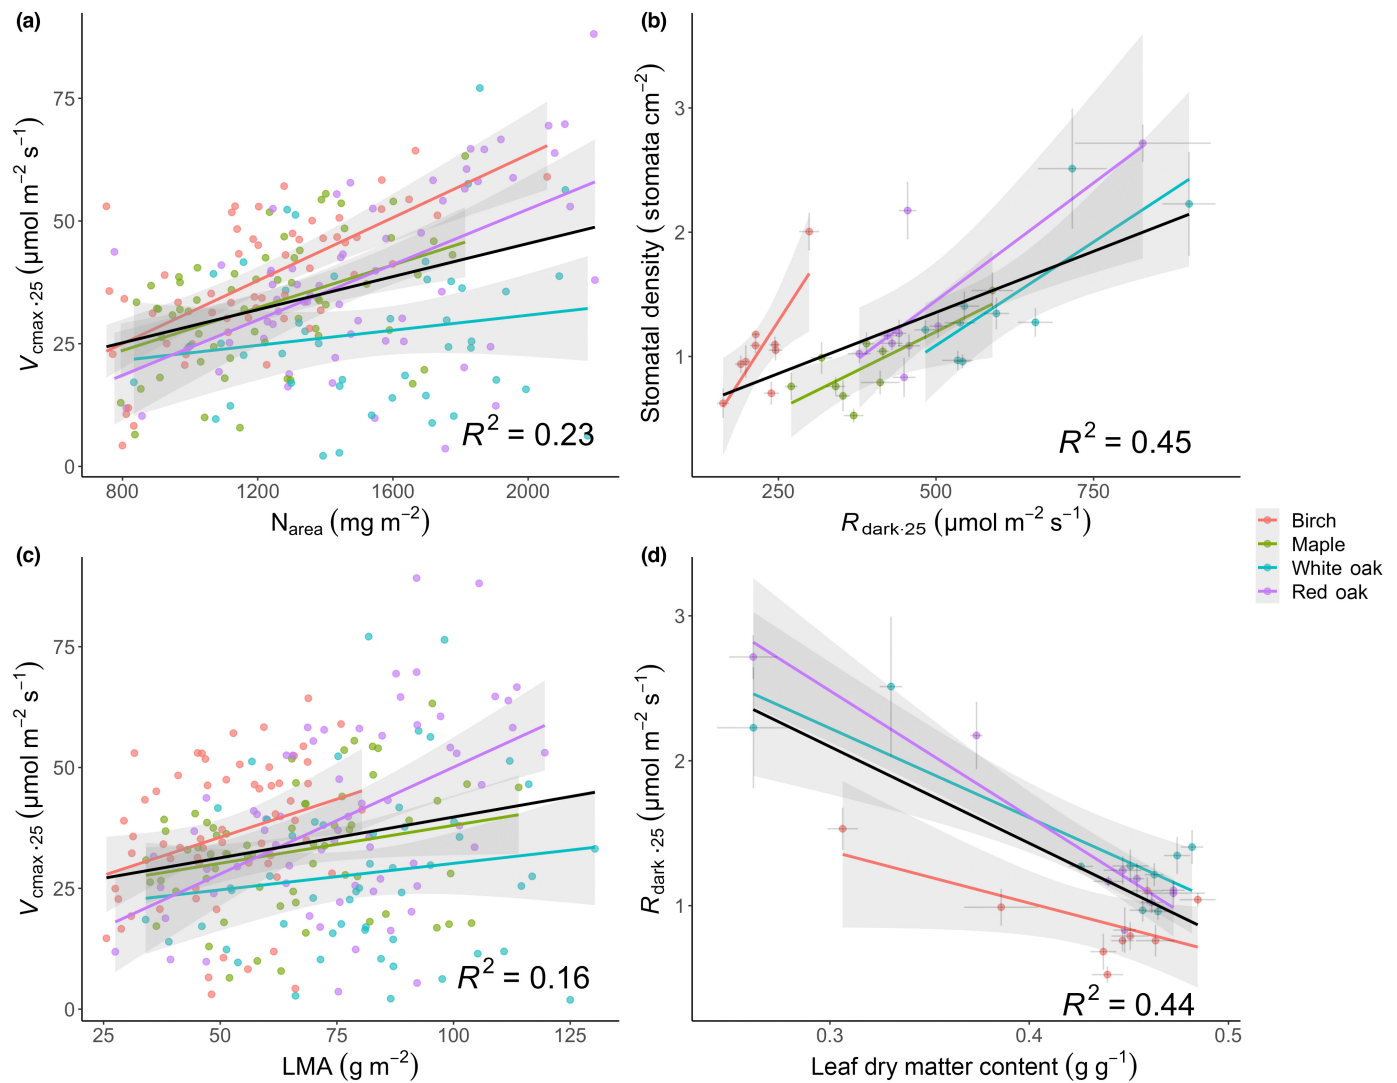 (a)
75
50
25
0
V cmax·25 (μmol m−2 s−1)
R2 = 0.23
800 1200 1600 2000
Narea (mg m−2)
(b)
3
2
1
Stomatal density ( stomata cm−2)
R2 = 0.45
250 500 750
Rdark·25 (μmol m−2 s−1)
Birch
Maple
White oak
Red oak
(c)
75
50
25
0
V cmax·25 (μmol m−2 s−1)
R2 = 0.16
25 50 75 100 125
LMA (g m−2)
(d)
3
2
1
Rdark·25 (μmol m−2 s−1)
R2 = 0.44
0.3 0.4 0.5
Leaf dry matter content (g g−1)